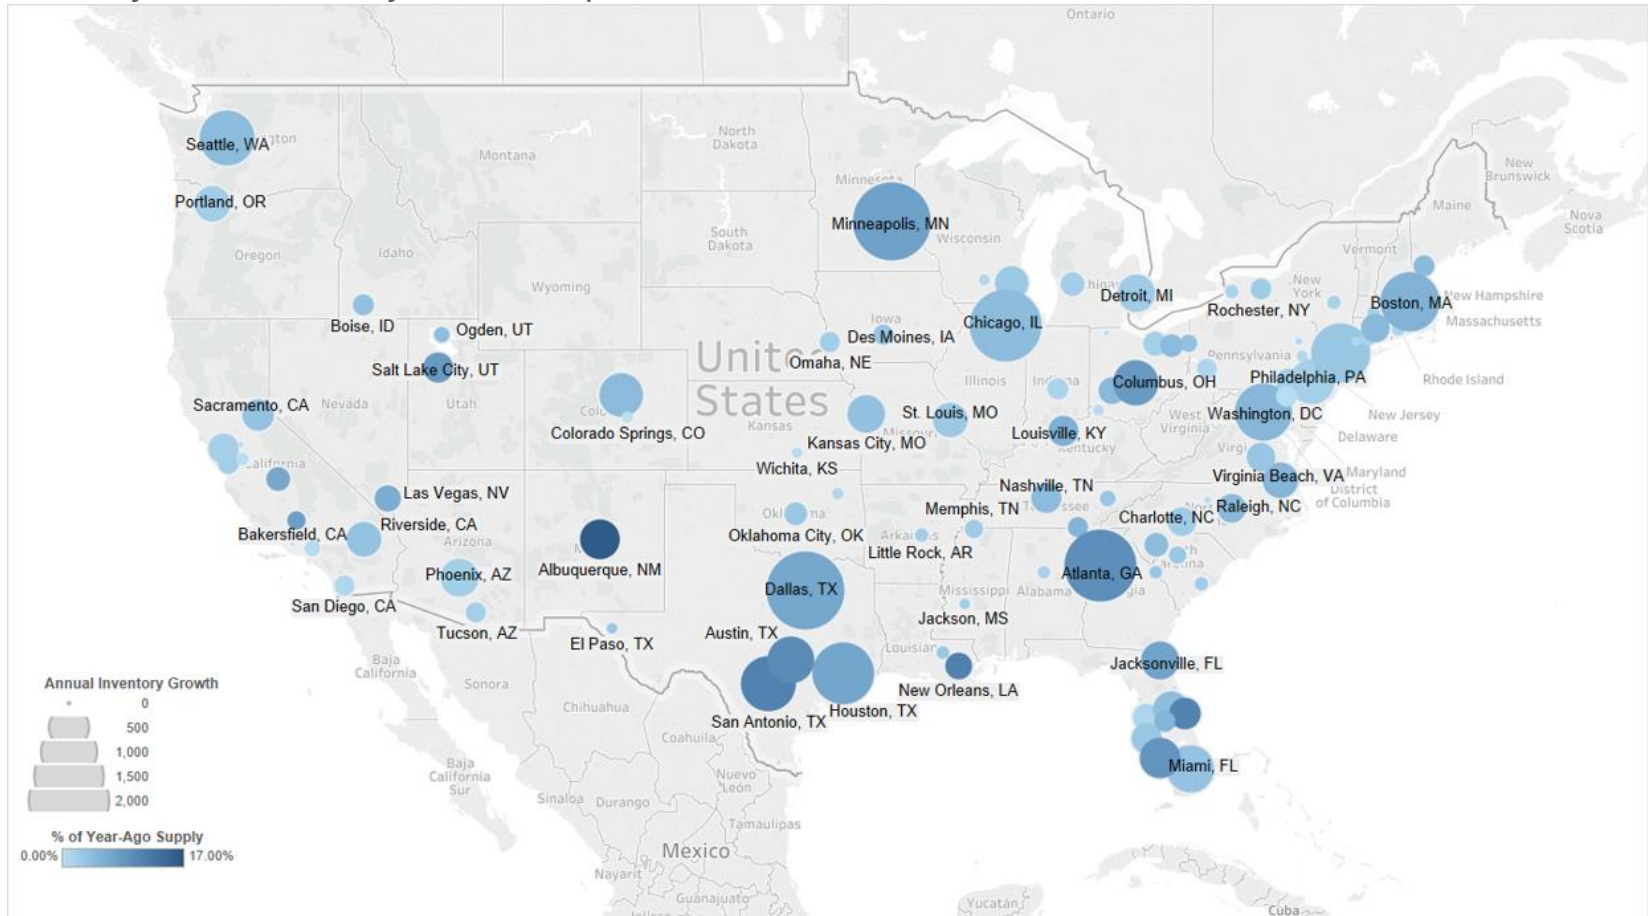 Ontario
Seattle, WA
gton
Portland, OR
Montana
North
Dakota
Minnesota
Minneapolis, MN
Wisconsin
South
Dakota
Oregon
Idaho
Wyoming
Boise, ID
Ogden, UT
Salt Lake City, UT
Sacramento, CA
Nevada
Utah
United
States
Iowa
Des Moines, IA
Omaha, NE
Chicago, IL
Detroit, MI
New
York
Rochester, NY
Vermont
Maine
New
Brunswick
Nova
Scotia
Boston, MA
New Hampshire
Massachusetts
Rhode Island
Pennsylvania
Philadelphia, PA
New Jersey
Delaware
Maryland
District
of Columbia
Washington, DC
West
Virginia
Virgi
Virginia Beach, VA
Columbus, OH
Illinois
Louisville, KY
Kentucky
St. Louis, MO
Kansas City, MO
Kansas
Colorado Springs, CO
Wichita, KS
California
Las Vegas, NV
Riverside, CA
Bakersfield, CA
Arizona
Phoenix, AZ
San Diego, CA
Tucson, AZ
Albuquerque, NM
El Paso, TX
Oklahoma City, OK
Nashville, TN
Memphis, TN
Little Rock, AR
Charlotte, NC
Raleigh, NC
Atlanta, GA
Mississippi
Alabama
Jackson, MS
Dallas, TX
Austin, TX
San Antonio, TX
Houston, TX
New Orleans, LA
Jacksonville, FL
Miami, FL
Baja
California
Sonora
Chihuahua
Coahuila
Baja
California
Sur
Sinaloa
Durango
Nuevo
León
Tamaulipas
Mexico
Nayarit
Guanajuato
Yucatán
Cuba
Annual Inventory Growth
0
500
1,000
1,500
2,000
% of Year-Ago Supply
0.00%
17.00%